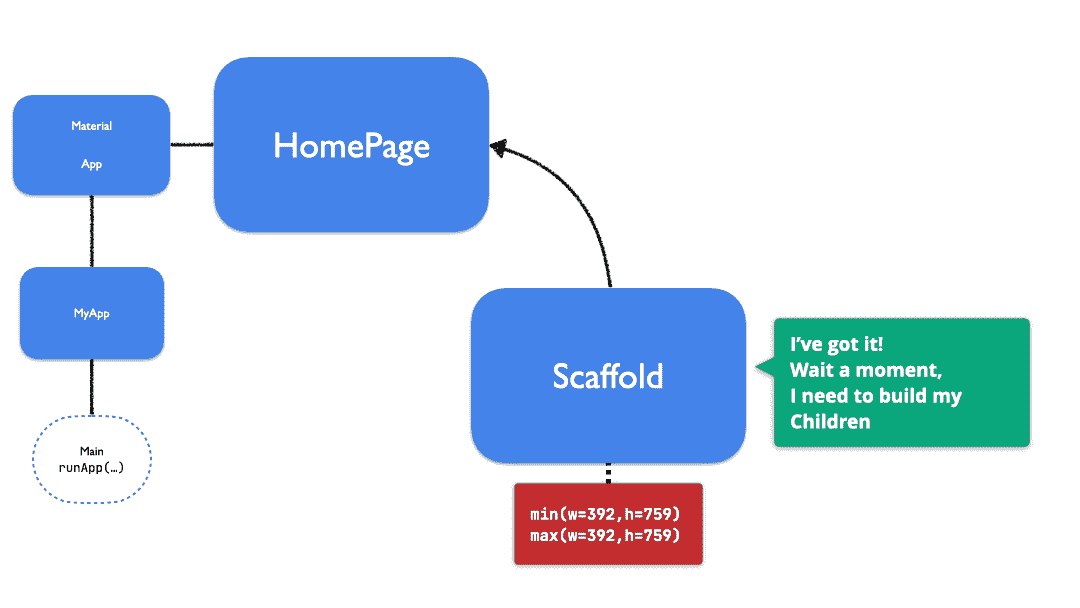 Material
App
HomePage
MyApp
Main
runApp(…)
Scaffold
I’ve got it!
Wait a moment,
I need to build my
Children
min(w=392,h=759)
max(w=392,h=759)